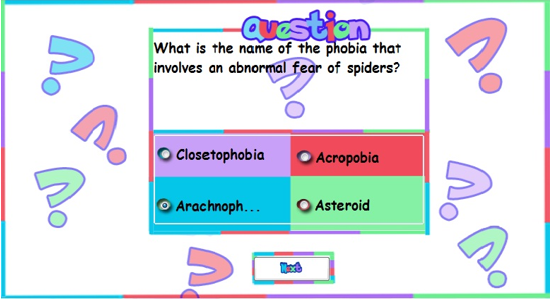 Question
What is the name of the phobia that
involves an abnormal fear of spiders?
Closetophobia
Acropobia
Arachnoph...
Asteroid
Next